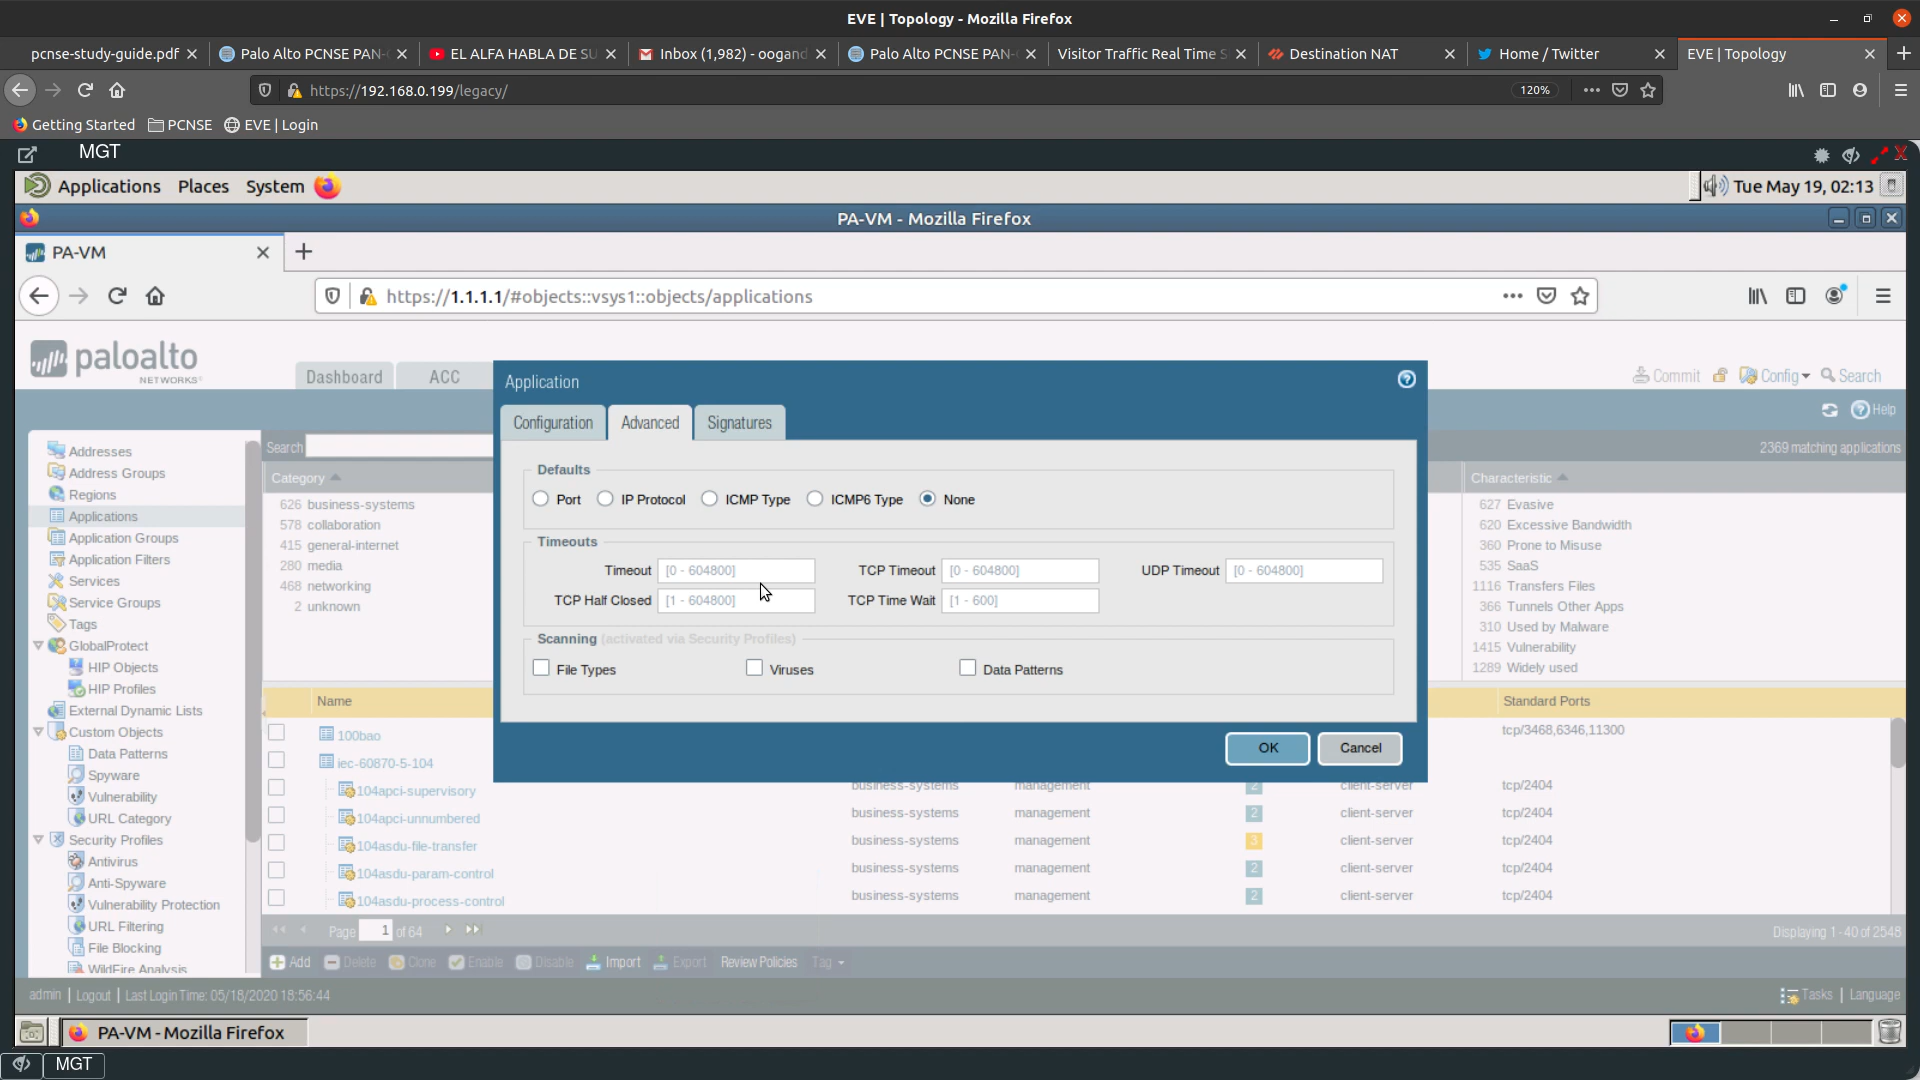 EVE | Topology - Mozilla Firefox
pcnse-study-guide.pdf
Palo Alto PCNSE PAN-
EL ALFA HABLA DE SU
Inbox (1,982) - oogand
Palo Alto PCNSE PAN-
Visitor Traffic Real Time S
Destination NAT
Home / Twitter
EVE | Topology
https://192.168.0.199/legacy/
120%
Getting Started
PCNSE
EVE | Login
MGT
Applications Places System
Tue May 19, 02:13
PA-VM - Mozilla Firefox
PA-VM
https://1.1.1.1/#objects::vsys1::objects/applications
paloalto
NETWORKS
Dashboard
ACC
Commit
Config
Search
Help
Addresses
Address Groups
Regions
Applications
Application Groups
Application Filters
Services
Service Groups
Tags
GlobalProtect
HIP Objects
HIP Profiles
External Dynamic Lists
Custom Objects
Data Patterns
Spyware
Vulnerability
URL Category
Security Profiles
Antivirus
Anti-Spyware
Vulnerability Protection
URL Filtering
File Blocking
WildFire Analysis
Search
2369 matching applications
Category
626 business-systems
578 collaboration
415 general-internet
280 media
468 networking
2 unknown
Characteristic
627 Evasive
620 Excessive Bandwidth
360 Prone to Misuse
535 SaaS
1116 Transfers Files
366 Tunnels Other Apps
310 Used by Malware
1415 Vulnerability
1289 Widely used
Application
Configuration
Advanced
Signatures
Defaults
Port
IP Protocol
ICMP Type
ICMP6 Type
None
Timeouts
Timeout [0 - 604800]
TCP Timeout [0 - 604800]
UDP Timeout [0 - 604800]
TCP Half Closed [1 - 604800]
TCP Time Wait [1 - 600]
Scanning (activated via Security Profiles)
File Types
Viruses
Data Patterns
OK
Cancel
Name
Standard Ports
100bao tcp/3468,6346,11300
iec-60870-5-104
104apci-supervisory business-systems management 2 client-server tcp/2404
104apci-unnumbered business-systems management 2 client-server tcp/2404
104asdu-file-transfer business-systems management 3 client-server tcp/2404
104asdu-param-control business-systems management 2 client-server tcp/2404
104asdu-process-control business-systems management 2 client-server tcp/2404
Page 1 of 64
Displaying 1 - 40 of 2548
Add
Delete
Clone
Enable
Disable
Import
Export
Review Policies
Tag
admin | Logout | Last Login Time: 05/18/2020 18:56:44
Tasks | Language
PA-VM - Mozilla Firefox
MGT